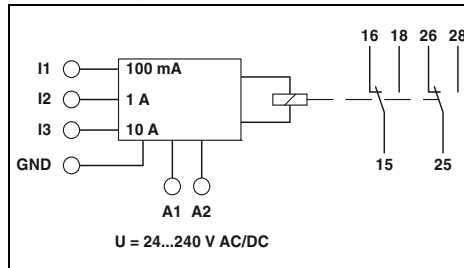 16 18 26 28
I1 100 mA
I2 1 A
I3 10 A
GND
15 25
A1 A2
U = 24...240 V AC/DC